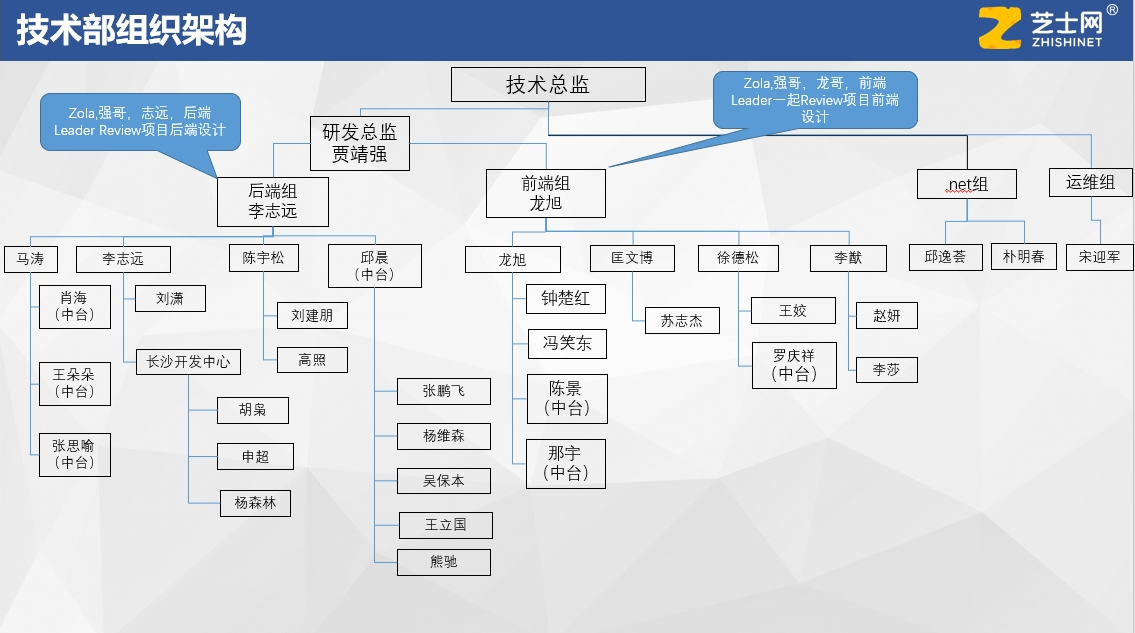 技术部组织架构
芝士网®
ZHISHINET
技术总监
Zola,强哥，龙哥，前端
Leader一起Review项目前端
设计
Zola,强哥，志远，后端
Leader Review项目后端设计
研发总监
贾靖强
后端组
李志远
前端组
龙旭
.net组
运维组
马涛
李志远
陈宇松
邱晨
（中台）
龙旭
匡文博
徐德松
李猷
邱逸荟
朴明春
宋迎军
肖海
（中台）
王朵朵
（中台）
张思喻
（中台）
刘潇
长沙开发中心
胡枭
申超
杨森林
刘建朋
高照
张鹏飞
杨维森
吴保本
王立国
熊驰
钟楚红
冯笑东
陈景
（中台）
那宇
（中台）
苏志杰
王姣
罗庆祥
（中台）
赵妍
李莎